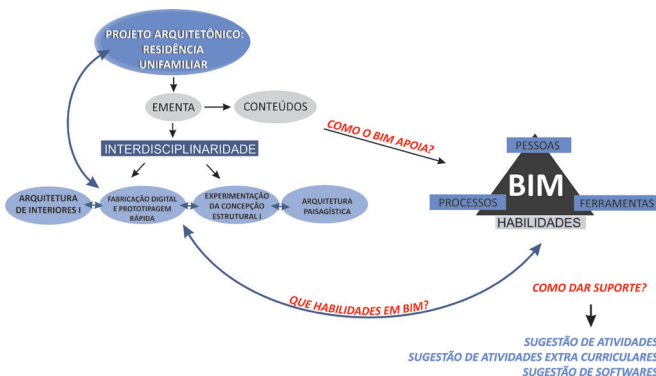 PROJETO ARQUITETÔNICO:
RESIDÊNCIA
UNIFAMILIAR
EMENTA
CONTEÚDOS
INTERDISCIPLINARIDADE
ARQUITETURA
DE INTERIORES I
FABRICAÇÃO DIGITAL
E PROTOTIPAGEM
RÁPIDA
EXPERIMENTAÇÃO
DA CONCEPÇÃO
ESTRUTURAL I
ARQUITETURA
PAISAGÍSTICA
COMO O BIM APOIA?
PESSOAS
BIM
PROCESSOS
FERRAMENTAS
HABILIDADES
QUE HABILIDADES EM BIM?
COMO DAR SUPORTE?
SUGESTÃO DE ATIVIDADES
SUGESTÃO DE ATIVIDADES EXTRA CURRICULARES
SUGESTÃO DE SOFTWARES